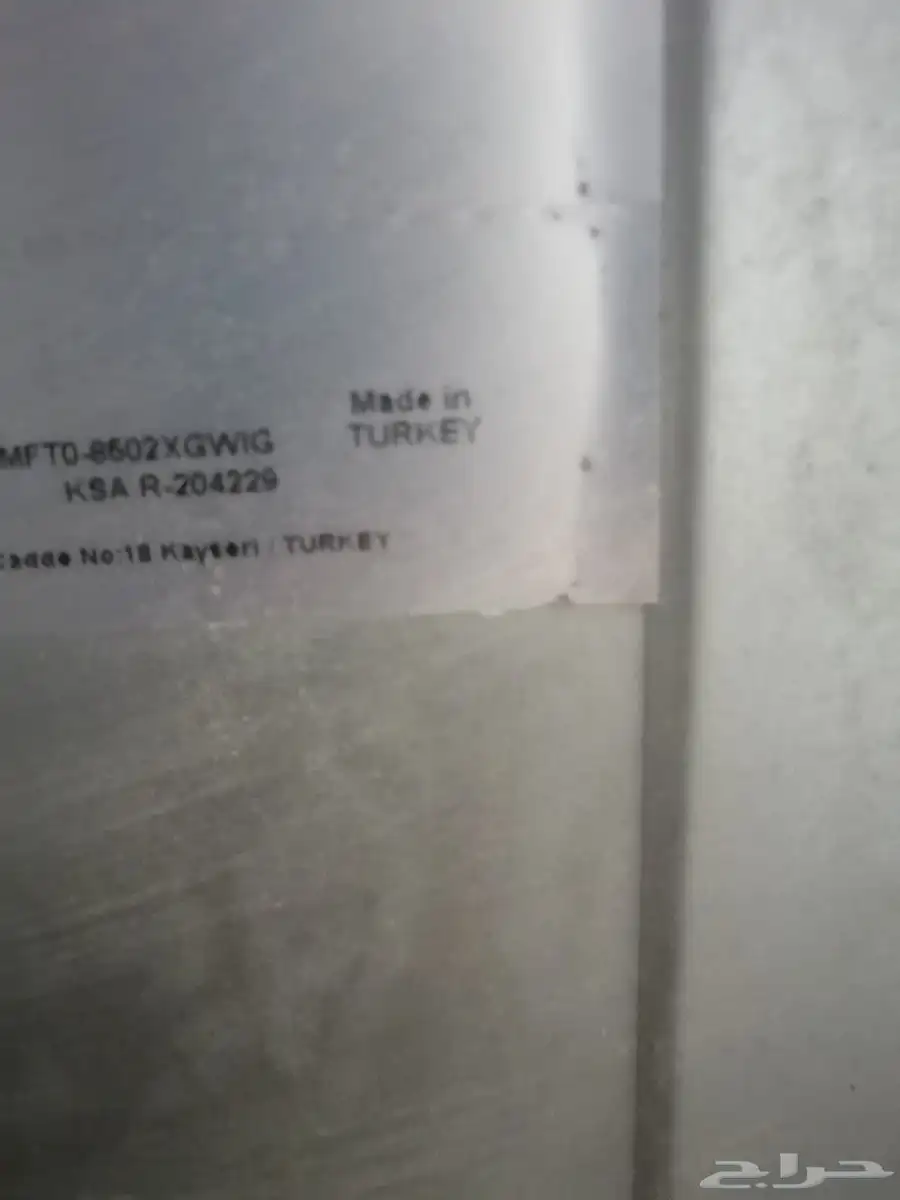 Made in
TURKEY
MFT0-8502XGWIG
KSA R-204229
Cadde No:18 Kayseri / TURKEY
حراج